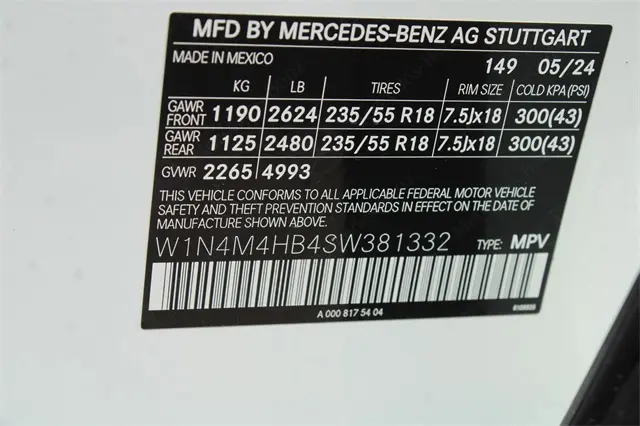 MFD BY MERCEDES-BENZ AG STUTTGART
MADE IN MEXICO 149 05/24
KG LB TIRES RIM SIZE COLD KPA (PSI)
GAWR FRONT 1190 2624 235/55 R18 7.5Jx18 300(43)
GAWR REAR 1125 2480 235/55 R18 7.5Jx18 300(43)
GVWR 2265 4993
THIS VEHICLE CONFORMS TO ALL APPLICABLE FEDERAL MOTOR VEHICLE
SAFETY AND THEFT PREVENTION STANDARDS IN EFFECT ON THE DATE OF
MANUFACTURE SHOWN ABOVE.
W1N4M4HB4SW381332 TYPE: MPV
A 000 817 54 04